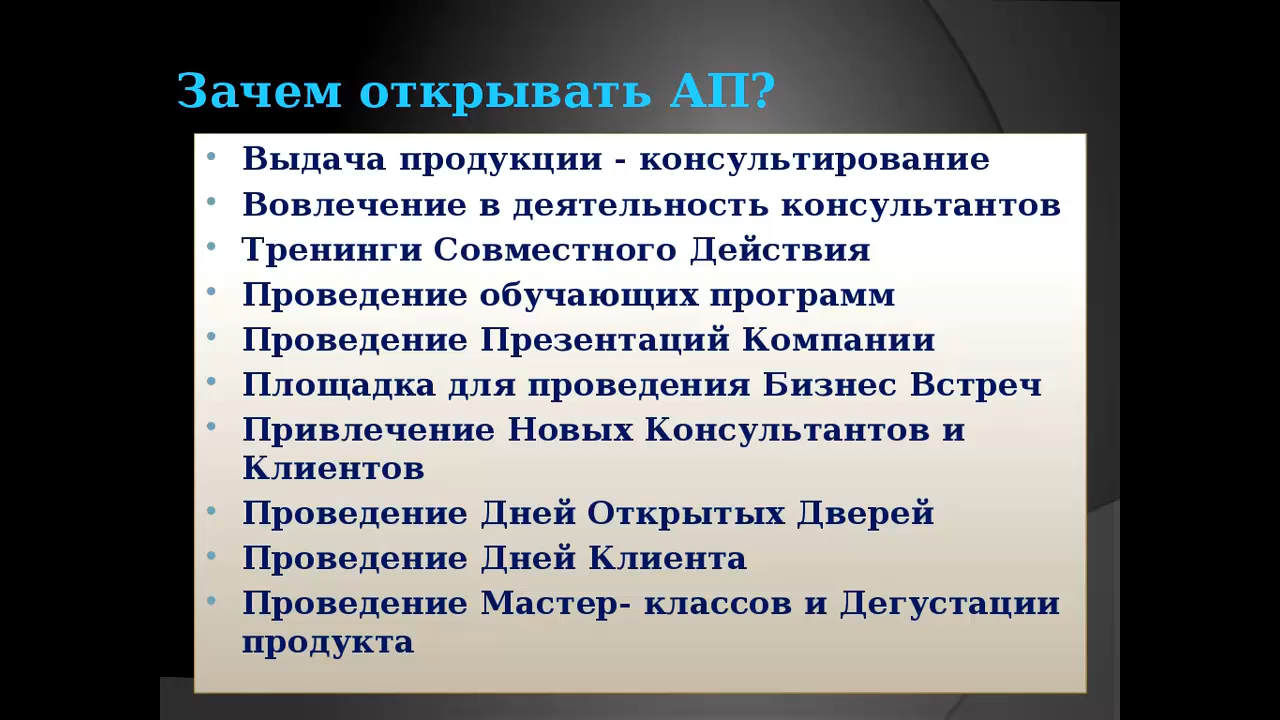 Зачем открывать АП?
• Выдача продукции - консультирование
• Вовлечение в деятельность консультантов
• Тренинги Совместного Действия
• Проведение обучающих программ
• Проведение Презентаций Компании
• Площадка для проведения Бизнес Встреч
• Привлечение Новых Консультантов и
Клиентов
• Проведение Дней Открытых Дверей
• Проведение Дней Клиента
• Проведение Мастер- классов и Дегустации
продукта